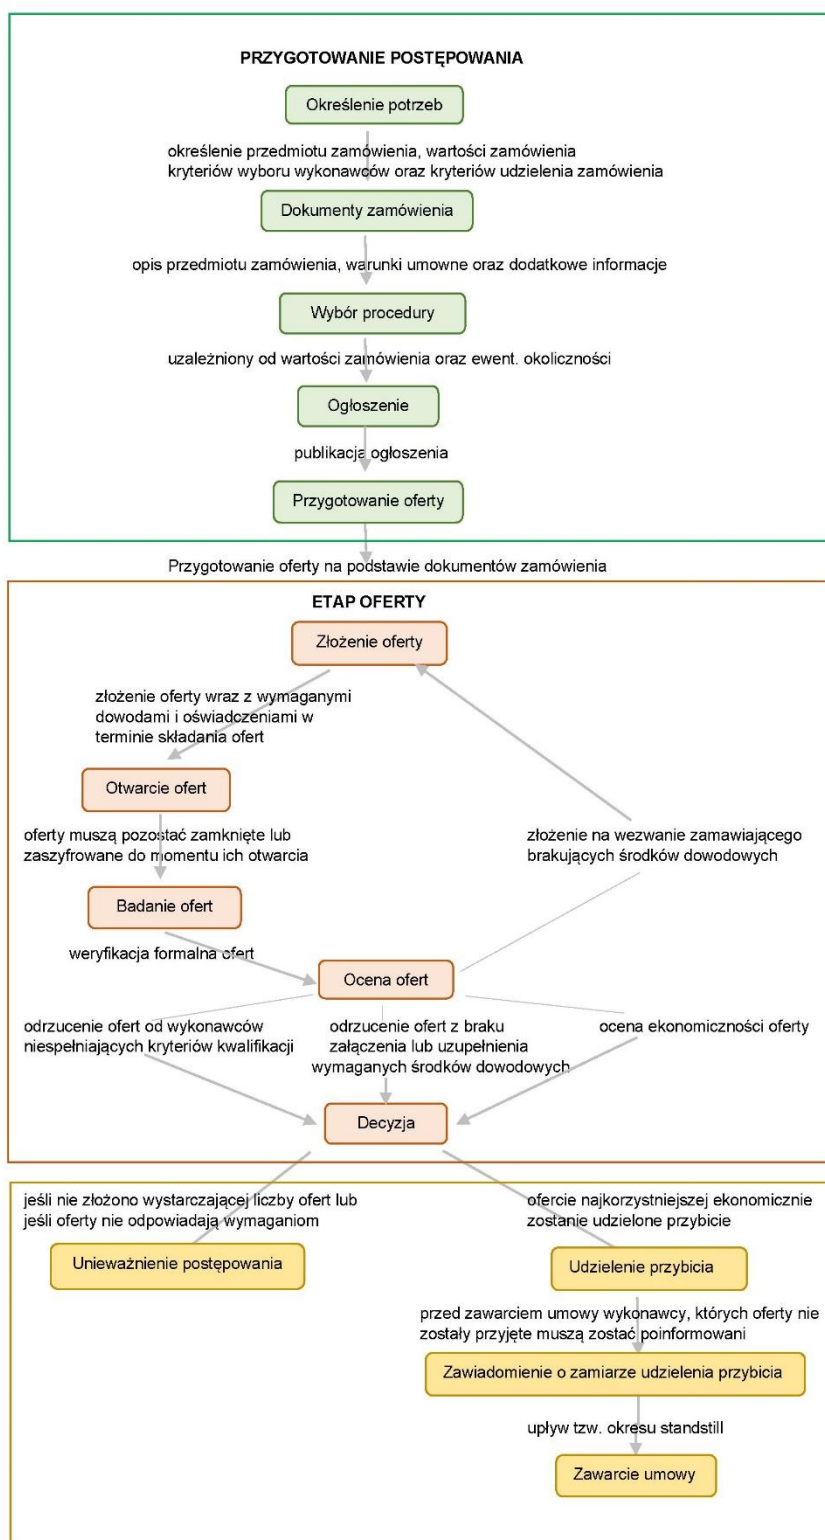 PRZYGOTOWANIE POSTĘPOWANIA
Określenie potrzeb
określenie przedmiotu zamówienia, wartości zamówienia
kryteriów wyboru wykonawców oraz kryteriów udzielenia zamówienia
Dokumenty zamówienia
opis przedmiotu zamówienia, warunki umowne oraz dodatkowe informacje
Wybór procedury
uzależniony od wartości zamówienia oraz ewent. okoliczności
Ogłoszenie
publikacja ogłoszenia
Przygotowanie oferty
Przygotowanie oferty na podstawie dokumentów zamówienia
ETAP OFERTY
Złożenie oferty
złożenie oferty wraz z wymaganymi
dowodami i oświadczeniami w
terminie składania ofert
Otwarcie ofert
oferty muszą pozostać zamknięte lub
zaszyfrowane do momentu ich otwarcia
złożenie na wezwanie zamawiającego
brakujących środków dowodowych
Badanie ofert
weryfikacja formalna ofert
Ocena ofert
odrzucenie ofert od wykonawców
niespełniających kryteriów kwalifikacji
odrzucenie ofert z braku
załączenia lub uzupełnienia
wymaganych środków dowodowych
ocena ekonomiczności oferty
Decyzja
jeśli nie złożono wystarczającej liczby ofert lub
jeśli oferty nie odpowiadają wymaganiom
ofercie najkorzystniejszej ekonomicznie
zostanie udzielone przybicie
Unieważnienie postępowania
Udzielenie przybicia
przed zawarciem umowy wykonawcy, których oferty nie
zostały przyjęte muszą zostać poinformowani
Zawiadomienie o zamiarze udzielenia przybicia
upływ tzw. okresu standstill
Zawarcie umowy